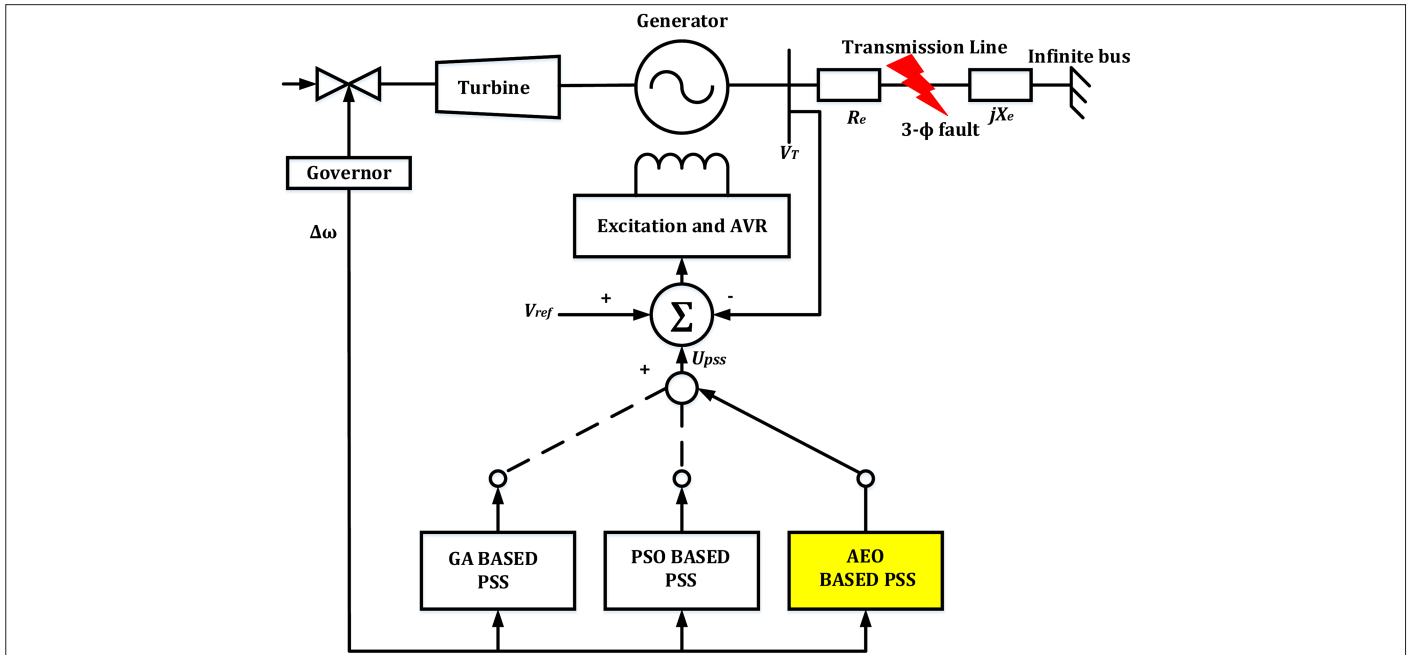 Generator
Transmission Line
Infinite bus
Turbine
Re
jXe
3-ϕ fault
VT
Governor
Excitation and AVR
Δω
Vref
+
-
Σ
Upss
+
GA BASED
PSS
PSO BASED
PSS
AEO
BASED PSS